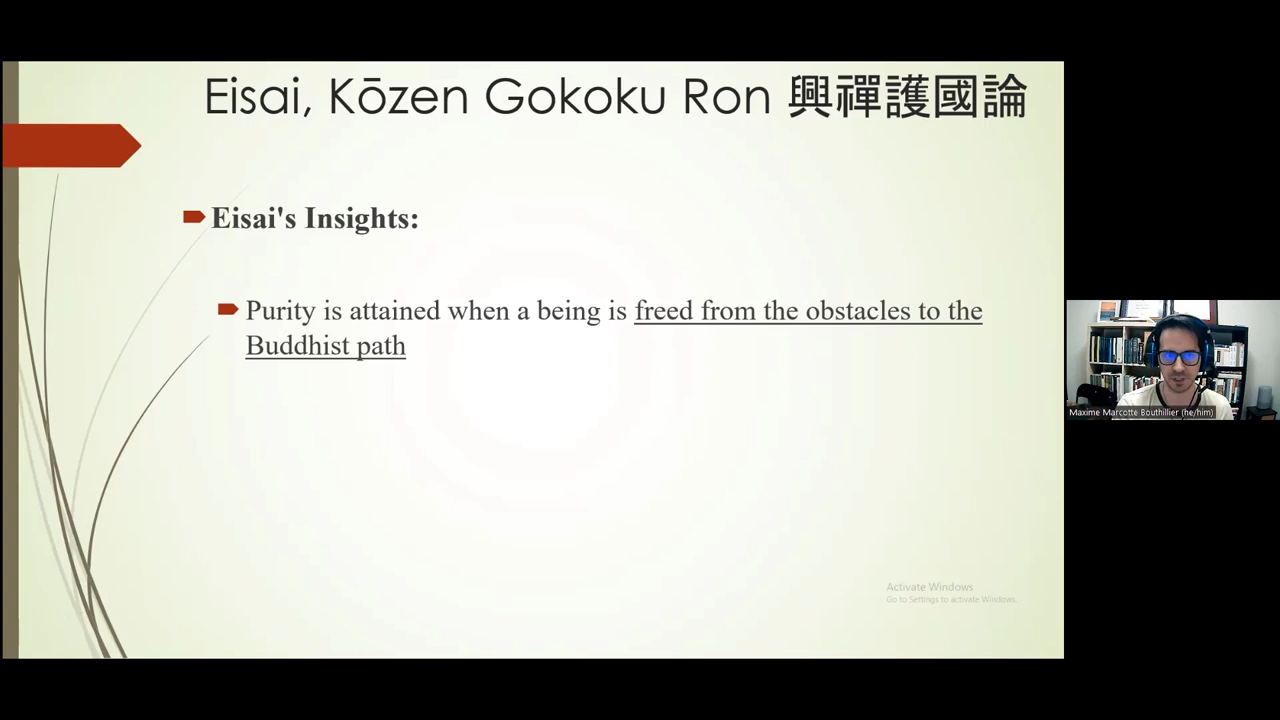 Eisai, Kōzen Gokoku Ron 興禪護國論
Eisai's Insights:
Purity is attained when a being is freed from the obstacles to the
Buddhist path
Activate Windows
Go to Settings to activate Windows.
Maxime Marcotte Bouthillier (he/him)